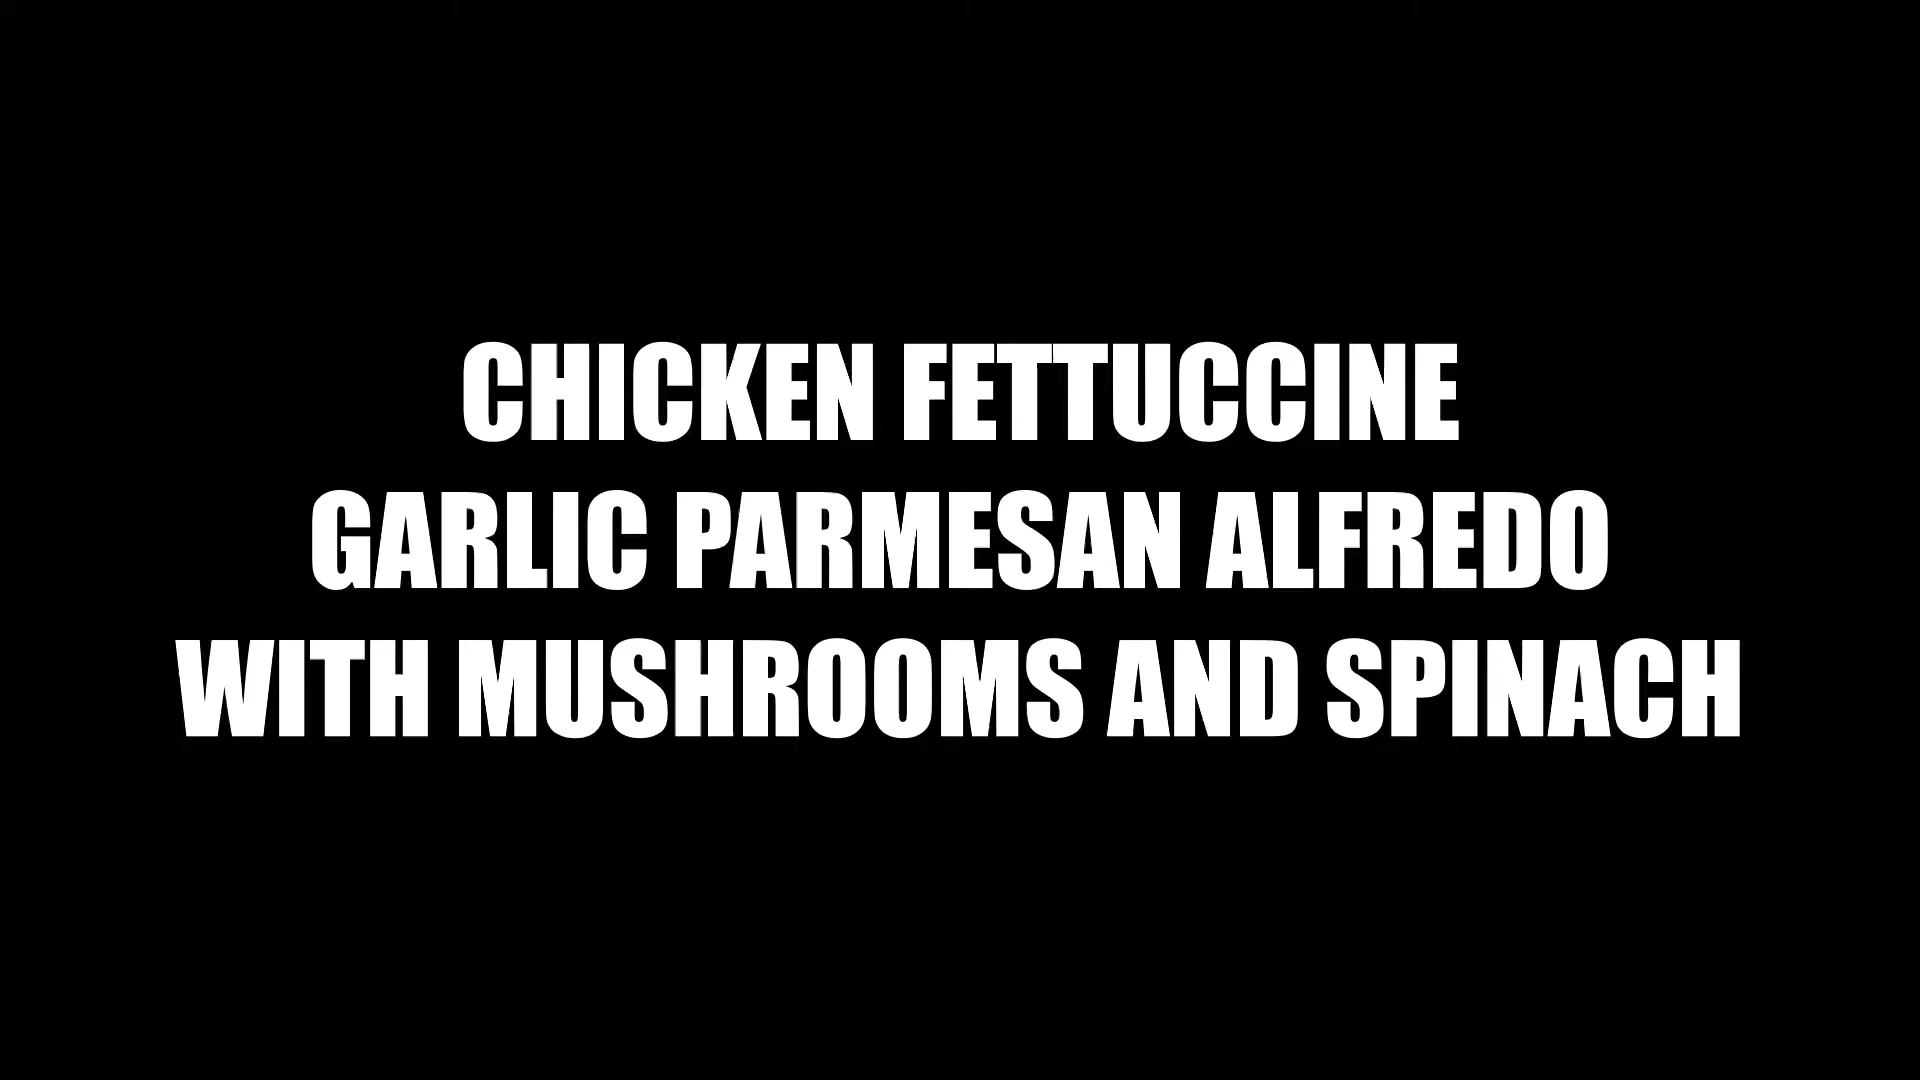 CHICKEN FETTUCCINE
GARLIC PARMESAN ALFREDO
WITH MUSHROOMS AND SPINACH